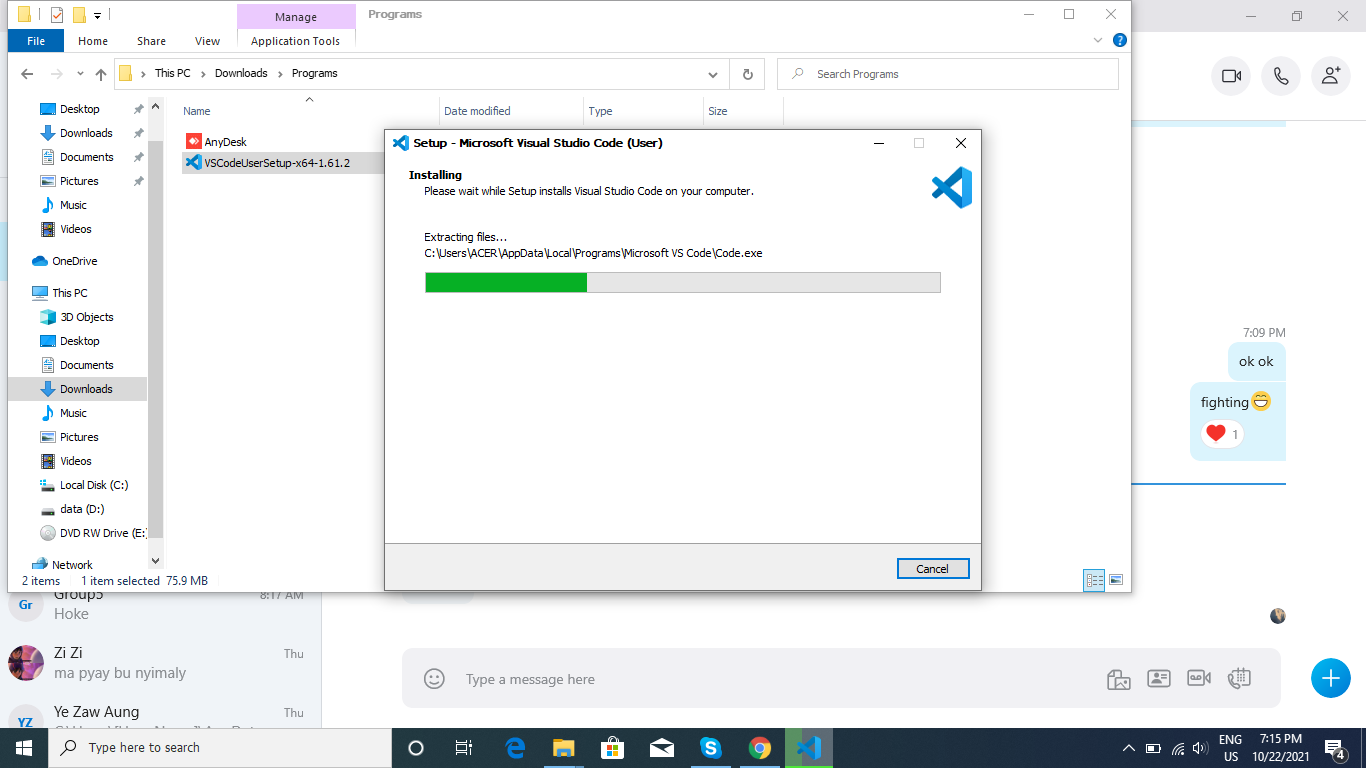 Manage
Programs
File
Home
Share
View
Application Tools
This PC
Downloads
Programs
Search Programs
Name
Date modified
Type
Size
Desktop
Downloads
Documents
Pictures
Music
Videos
OneDrive
This PC
3D Objects
Desktop
Documents
Downloads
Music
Pictures
Videos
Local Disk (C:)
data (D:)
DVD RW Drive (E:
Network
AnyDesk
VSCodeUserSetup-x64-1.61.2
2 items
1 item selected 75.9 MB
Setup - Microsoft Visual Studio Code (User)
Installing
Please wait while Setup installs Visual Studio Code on your computer.
Extracting files...
C:\Users\ACER\AppData\Local\Programs\Microsoft VS Code\Code.exe
Cancel
7:09 PM
ok ok
fighting
1
Gr
Group5
8:17 AM
Hoke
Zi Zi
Thu
ma pyay bu nyimaly
YZ
Ye Zaw Aung
Thu
Type a message here
Type here to search
ENG
US
7:15 PM
10/22/2021
4